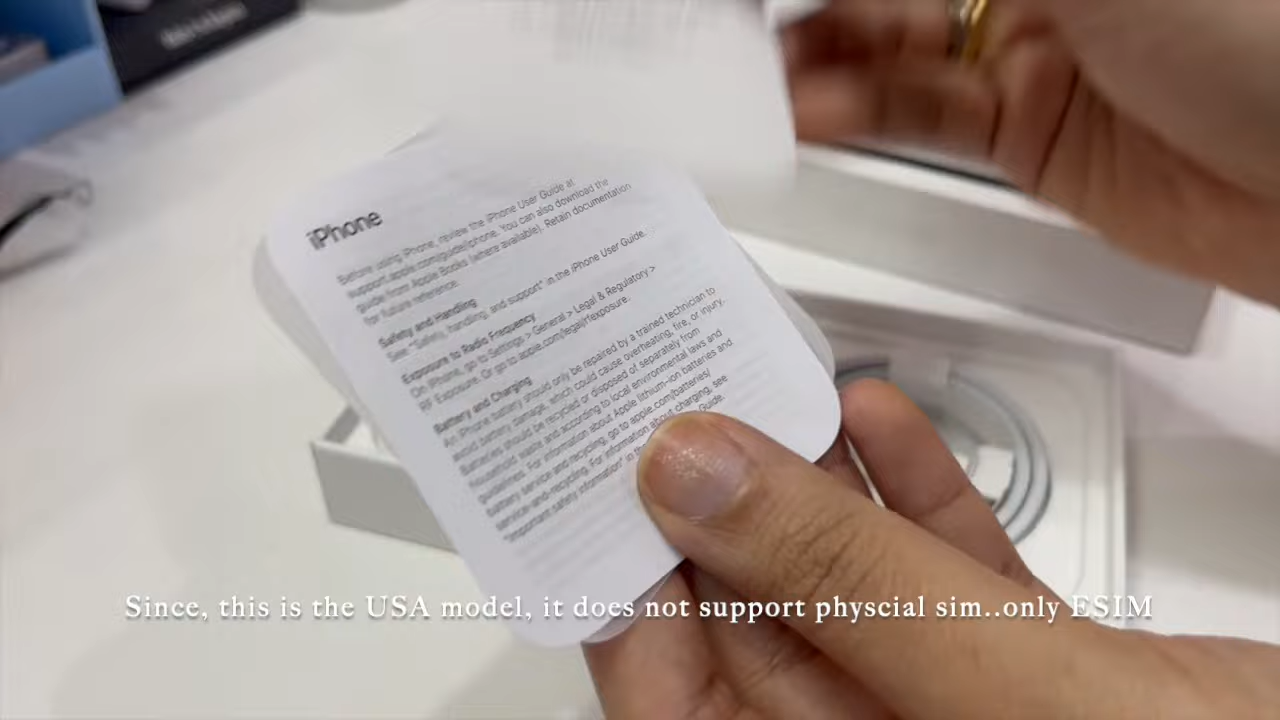 iPhone
Before using iPhone, review the iPhone User Guide at
support.apple.com/guide/iphone. You can also download the
guide from Apple Books (where available). Retain documentation
for future reference.
Safety and Handling
See “Safety, handling, and support” in the iPhone User Guide.
Exposure to Radio Frequency
On iPhone, go to Settings > General > Legal & Regulatory >
RF Exposure. Or go to apple.com/legal/rfexposure.
Battery and Charging
An iPhone battery should only be repaired by a trained technician to
avoid battery damage, which could cause overheating, fire, or injury.
Batteries should be recycled or disposed of separately from
household waste and according to local environmental laws and
guidelines. For information about Apple lithium-ion batteries and
battery service and recycling, go to apple.com/batteries/
service-and-recycling. For information about charging, see
“Important safety information” in the Guide.
Since, this is the USA model, it does not support physcial sim..only ESIM